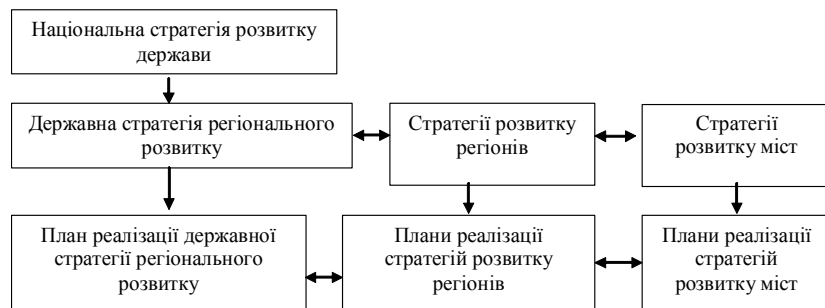 Національна стратегія розвитку
держави
Державна стратегія регіонального
розвитку
Стратегії розвитку
регіонів
Стратегії
розвитку міст
План реалізації державної
стратегії регіонального
розвитку
Плани реалізації
стратегій розвитку
регіонів
Плани реалізації
стратегій
розвитку міст